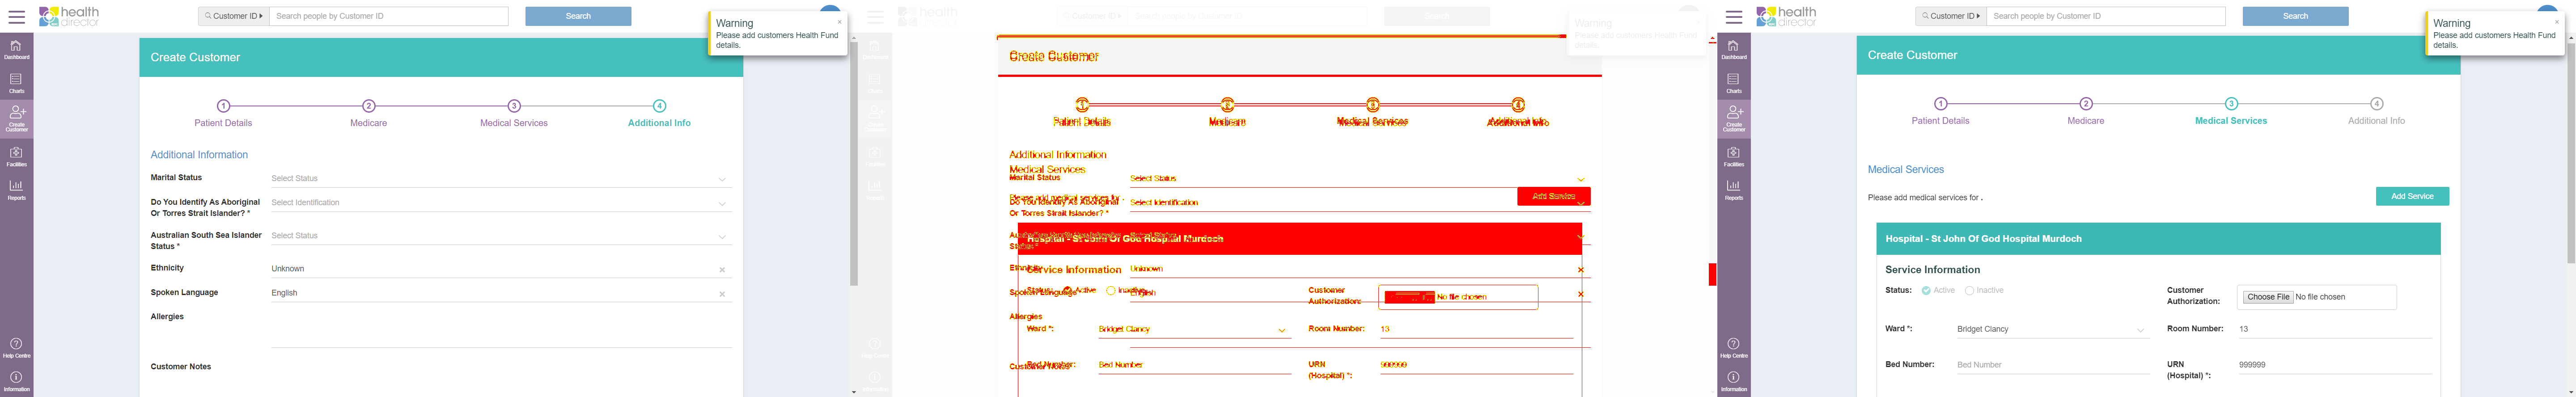 health
director
Customer ID
Search people by Customer ID
Search
Warning
Please add customers Health Fund
details.
Dashboard
Charts
Create
Customer
Facilities
Reports
Help Centre
Information
Create Customer
1
2
3
4
Patient Details
Medicare
Medical Services
Additional Info
Additional Information
Marital Status
Select Status
Do You Identify As Aboriginal
Or Torres Strait Islander? *
Select Identification
Australian South Sea Islander
Status *
Select Status
Ethnicity
Unknown
Spoken Language
English
Allergies
Customer Notes
Create Customer
Patient Details
Medicare
Medical Services
Additional Info
Additional Information
Medical Services
Marital Status
Select Status
Please add medical services for .
Add Service
Do You Identify As Aboriginal
Or Torres Strait Islander? *
Select Identification
Hospital - St John Of God Hospital Murdoch
Ethnicity
Service Information
Unknown
Status:
Active
Inactive
Spoken Language
English
Customer
Authorization:
No file chosen
Allergies
Ward *:
Bridget Clancy
Room Number:
13
Bed Number:
Customer Notes
Bed Number
URN
(Hospital) *:
999999
health
director
Customer ID
Search people by Customer ID
Search
Warning
Please add customers Health Fund
details.
Dashboard
Charts
Create
Customer
Facilities
Reports
Help Centre
Information
Create Customer
1
2
3
4
Patient Details
Medicare
Medical Services
Additional Info
Medical Services
Please add medical services for .
Add Service
Hospital - St John Of God Hospital Murdoch
Service Information
Status:
Active
Inactive
Customer
Authorization:
Choose File
No file chosen
Ward *:
Bridget Clancy
Room Number:
13
Bed Number:
Bed Number
URN
(Hospital) *:
999999